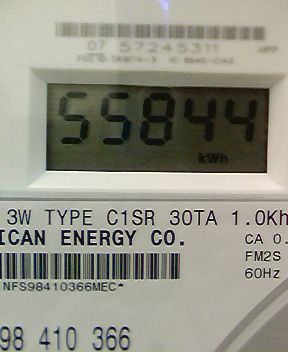 07 57245311
55844
kWh
3W TYPE C1SR 30TA 1.0Kh
ICAN ENERGY CO.
CA 0.
FM2S
60Hz
NFS98410366MEC*
98 410 366